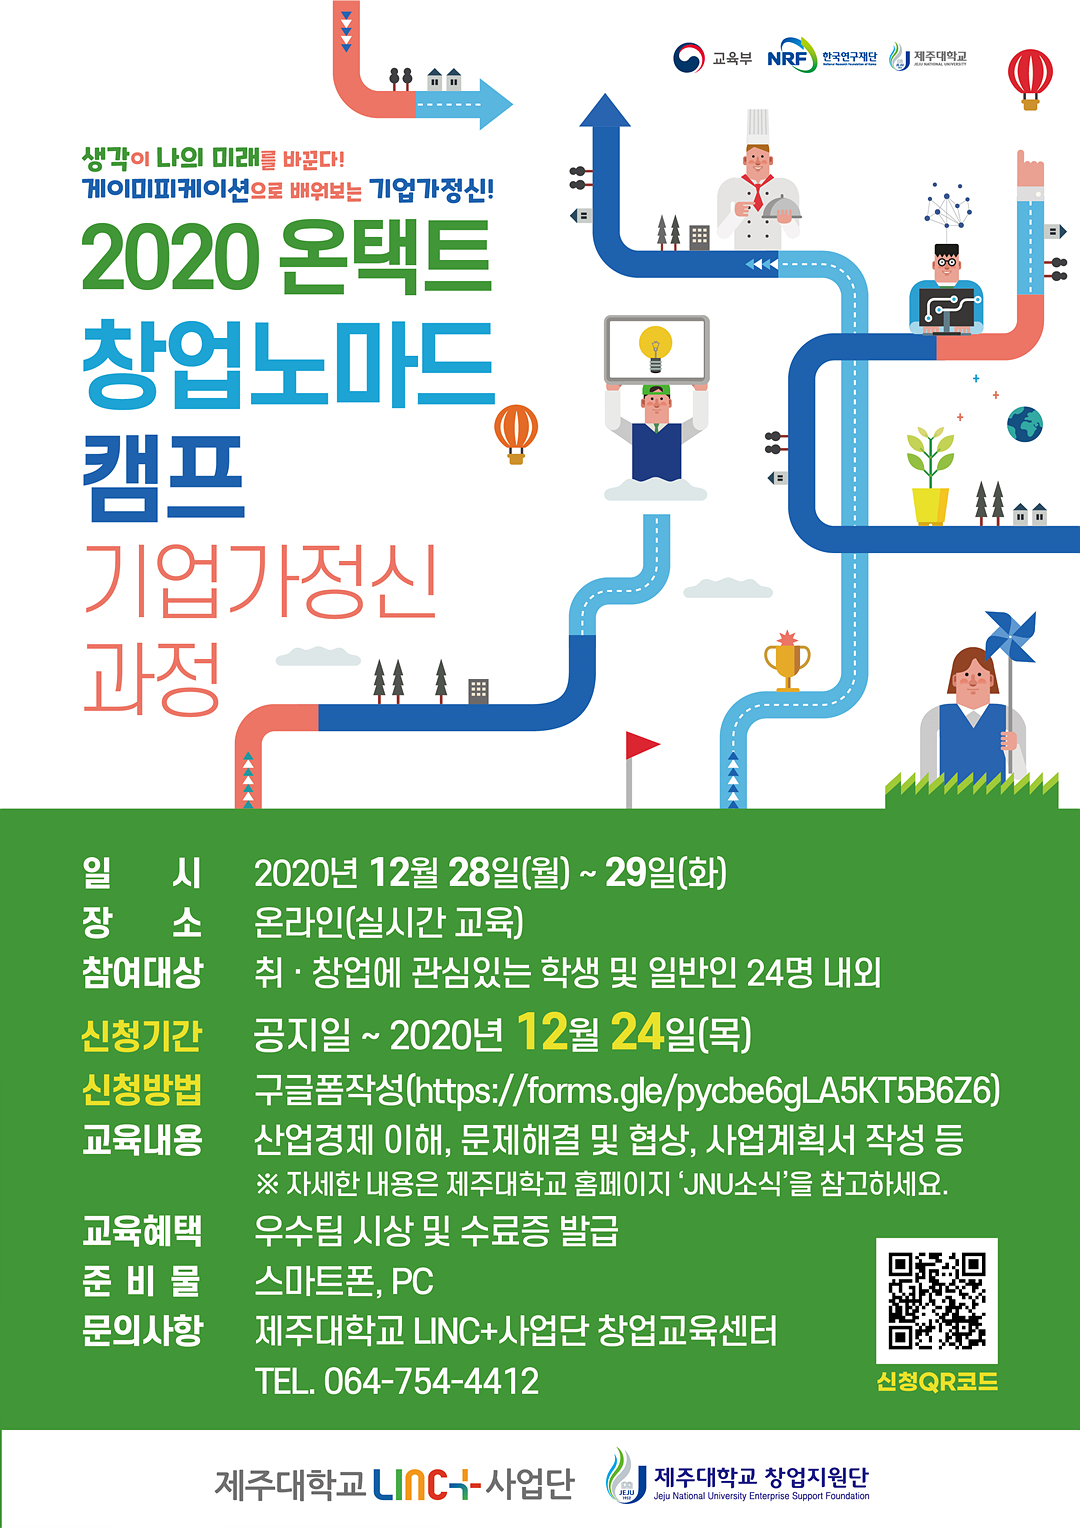 교육부
NRF 한국연구재단
National Research Foundation of Korea
제주대학교
JEJU NATIONAL UNIVERSITY
생각이 나의 미래를 바꾼다!
게이미피케이션으로 배워보는 기업가정신!
2020 온택트
창업노마드
캠프
기업가정신
과정
일 시 2020년 12월 28일(월) ~ 29일(화)
장 소 온라인(실시간 교육)
참여대상 취 · 창업에 관심있는 학생 및 일반인 24명 내외
신청기간 공지일 ~ 2020년 12월 24일(목)
신청방법 구글폼작성(https://forms.gle/pycbe6gLA5KT5B6Z6)
교육내용 산업경제 이해, 문제해결 및 협상, 사업계획서 작성 등
※ 자세한 내용은 제주대학교 홈페이지 ‘JNU소식’을 참고하세요.
교육혜택 우수팀 시상 및 수료증 발급
준 비 물 스마트폰, PC
문의사항 제주대학교 LINC+사업단 창업교육센터
TEL. 064-754-4412
신청QR코드
제주대학교 LINC+ 사업단
JEJU
1952
제주대학교 창업지원단
Jeju National University Enterprise Support Foundation